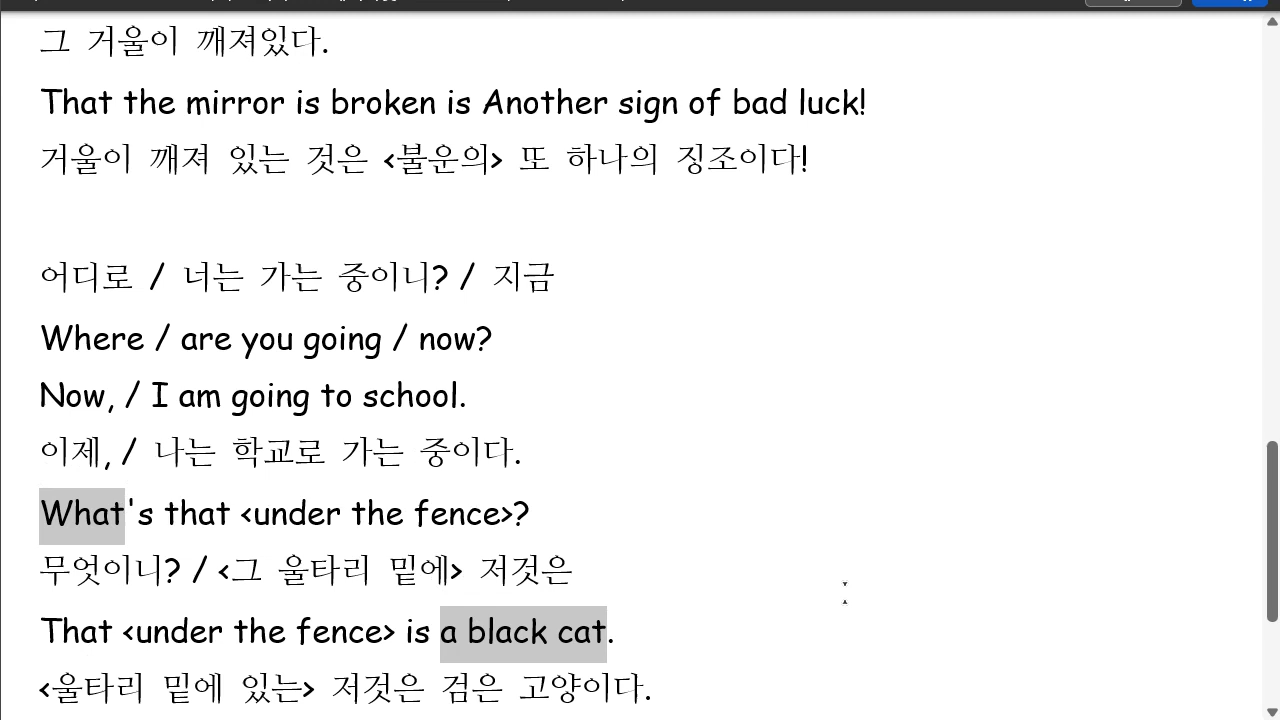 그 거울이 깨져있다.
That the mirror is broken is Another sign of bad luck!
거울이 깨져 있는 것은 <불운의> 또 하나의 징조이다!
어디로 / 너는 가는 중이니? / 지금
Where / are you going / now?
Now, / I am going to school.
이제, / 나는 학교로 가는 중이다.
What's that <under the fence>?
무엇이니? / <그 울타리 밑에> 저것은
That <under the fence> is a black cat.
<울타리 밑에 있는> 저것은 검은 고양이다.